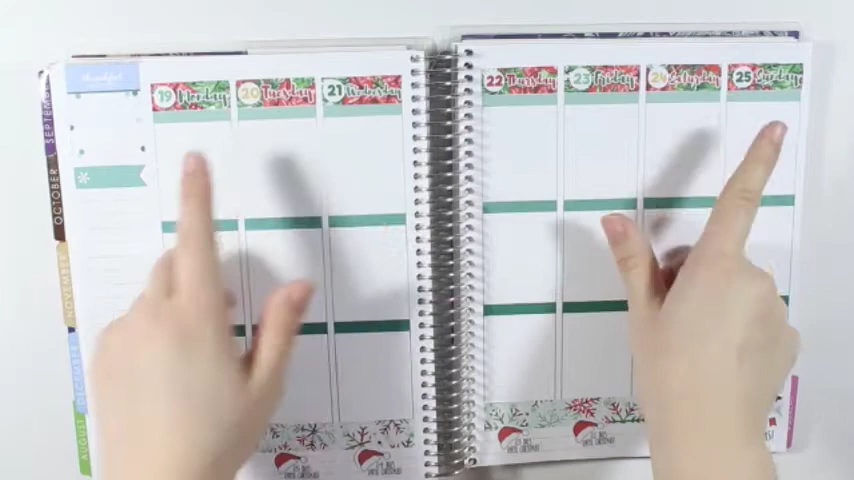 thankful
19 Monday
20 Tuesday
21 Wednesday
22 Thursday
23 Friday
24 Saturday
25 Sunday
SEPTEMBER
OCTOBER
NOVEMBER
DECEMBER
AUGUST